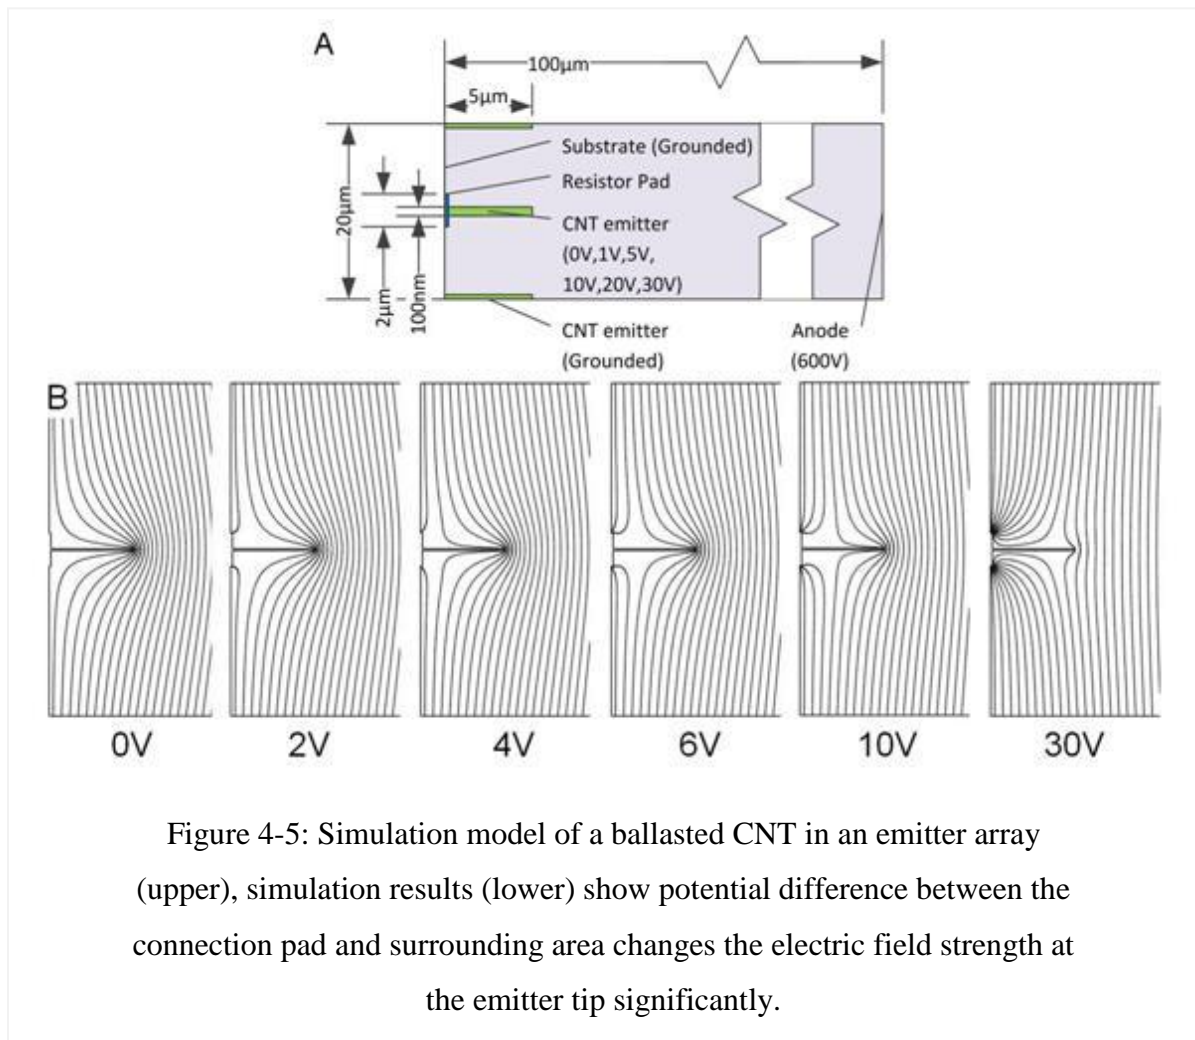 A
100µm
5µm
Substrate (Grounded)
Resistor Pad
20µm
CNT emitter
(0V,1V,5V,
10V,20V,30V)
2µm
100nm
CNT emitter
(Grounded)
Anode
(600V)
B
0V
2V
4V
6V
10V
30V
Figure 4-5: Simulation model of a ballasted CNT in an emitter array
(upper), simulation results (lower) show potential difference between the
connection pad and surrounding area changes the electric field strength at
the emitter tip significantly.